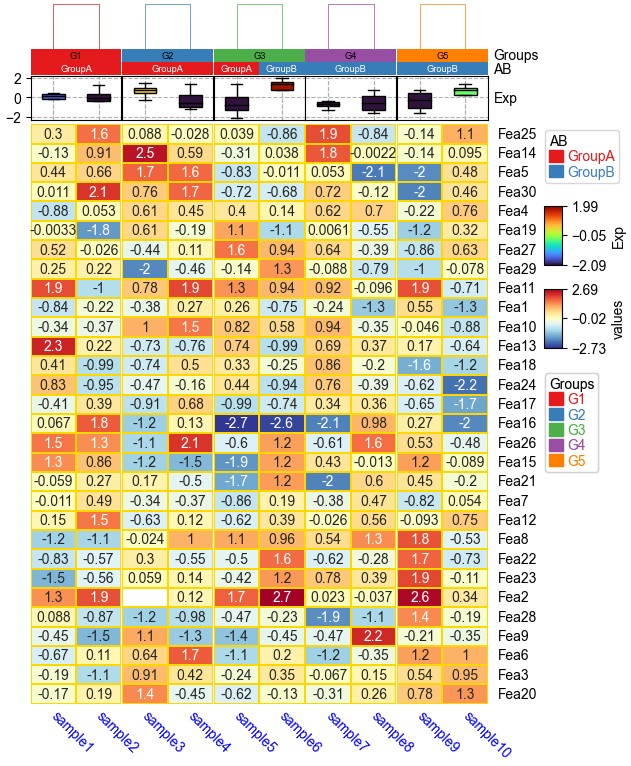 G1 G2 G3 G4 G5 Groups
GroupA GroupA GroupA GroupB GroupB GroupB AB
2
0 Exp
−2
0.3 1.6 0.088 -0.028 0.039 -0.86 1.9 -0.84 -0.14 1.1 Fea25
-0.13 0.91 2.5 0.59 -0.31 0.038 1.8 -0.0022 -0.14 0.095 Fea14
0.44 0.66 1.7 1.6 -0.83 -0.011 0.053 -2.1 -2 0.48 Fea5
0.011 2.1 0.76 1.7 -0.72 -0.68 0.72 -0.12 -2 0.46 Fea30
-0.88 0.053 0.61 0.45 0.4 0.14 0.62 0.7 -0.22 0.76 Fea4
-0.0033 -1.8 0.61 -0.19 1.1 -1.1 0.0061 -0.55 -1.2 0.32 Fea19
0.52 -0.026 -0.44 0.11 1.6 0.94 0.64 -0.39 -0.86 0.63 Fea27
0.25 0.22 -2 -0.46 -0.14 1.3 -0.088 -0.79 -1 -0.078 Fea29
1.9 -1 0.78 1.9 1.3 0.94 0.92 -0.096 1.9 -0.71 Fea11
-0.84 -0.22 -0.38 0.27 0.26 -0.75 -0.24 -1.3 0.55 -1.3 Fea1
-0.34 -0.37 1 1.5 0.82 0.58 0.94 -0.35 -0.046 -0.88 Fea10
2.3 0.22 -0.73 -0.76 0.74 -0.99 0.69 0.37 0.17 -0.64 Fea13
0.41 -0.99 -0.74 0.5 0.33 -0.25 0.86 -0.2 -1.6 -1.2 Fea18
0.83 -0.95 -0.47 -0.16 0.44 -0.94 0.76 -0.39 -0.62 -2.2 Fea24
-0.41 0.39 -0.91 0.68 -0.99 -0.74 0.34 0.36 -0.65 -1.7 Fea17
0.067 1.8 -1.2 0.13 -2.7 -2.6 -2.1 0.98 0.27 -2 Fea16
1.5 1.3 -1.1 2.1 -0.6 1.2 -0.61 1.6 0.53 -0.48 Fea26
1.3 0.86 -1.2 -1.5 -1.9 1.2 0.43 -0.013 1.2 -0.089 Fea15
-0.059 0.27 0.17 -0.5 -1.7 1.2 -2 0.6 0.45 -0.2 Fea21
-0.011 0.49 -0.34 -0.37 -0.86 0.19 -0.38 0.47 -0.82 0.054 Fea7
0.15 1.5 -0.63 0.12 -0.62 0.39 -0.026 0.56 -0.093 0.75 Fea12
-1.2 -1.1 -0.024 1 1.1 0.96 0.54 1.3 1.8 -0.53 Fea8
-0.83 -0.57 0.3 -0.55 -0.5 1.6 -0.62 -0.28 1.7 -0.73 Fea22
-1.5 -0.56 0.059 0.14 -0.42 1.2 0.78 0.39 1.9 -0.11 Fea23
1.3 1.9 0.12 1.7 2.7 0.023 -0.037 2.6 0.34 Fea2
0.088 -0.87 -1.2 -0.98 -0.47 -0.23 -1.9 -1.1 1.4 -0.19 Fea28
-0.45 -1.5 1.1 -1.3 -1.4 -0.45 -0.47 2.2 -0.21 -0.35 Fea9
-0.67 0.11 0.64 1.7 -1.1 0.2 -1.2 -0.35 1.2 1 Fea6
-0.19 -1.1 0.91 0.42 -0.24 0.35 -0.067 0.15 0.54 0.95 Fea3
-0.17 0.19 1.4 -0.45 -0.62 -0.13 -0.31 0.26 0.78 1.3 Fea20
sample1 sample2 sample3 sample4 sample5 sample6 sample7 sample8 sample9 sample10
AB
GroupA
GroupB
1.99
−0.05
−2.09
Exp
2.69
−0.02
−2.73
values
Groups
G1
G2
G3
G4
G5